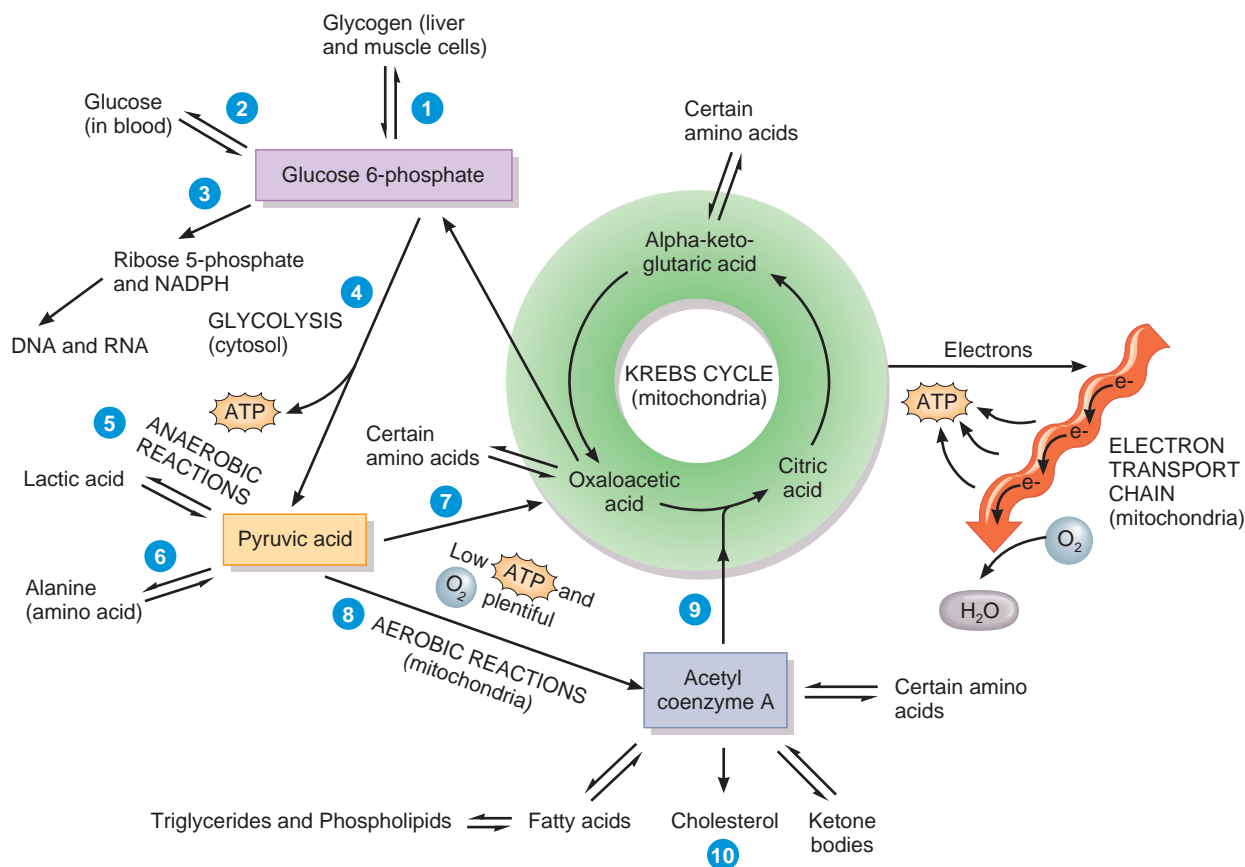 Glycogen (liver
and muscle cells)
1
2
Glucose
(in blood)
Glucose 6-phosphate
3
Ribose 5-phosphate
and NADPH
DNA and RNA
4
GLYCOLYSIS
(cytosol)
ATP
5
ANAEROBIC
REACTIONS
Lactic acid
Pyruvic acid
6
Alanine
(amino acid)
7
Certain
amino acids
Certain
amino acids
Alpha-keto-
glutaric acid
KREBS CYCLE
(mitochondria)
Oxaloacetic
acid
Citric
acid
Electrons
ATP
e-
e-
e-
ELECTRON
TRANSPORT
CHAIN
(mitochondria)
O2
H2O
Low ATP and
O2 plentiful
8
AEROBIC REACTIONS
(mitochondria)
9
Acetyl
coenzyme A
Certain amino
acids
Triglycerides and Phospholipids
Fatty acids
Cholesterol
10
Ketone
bodies